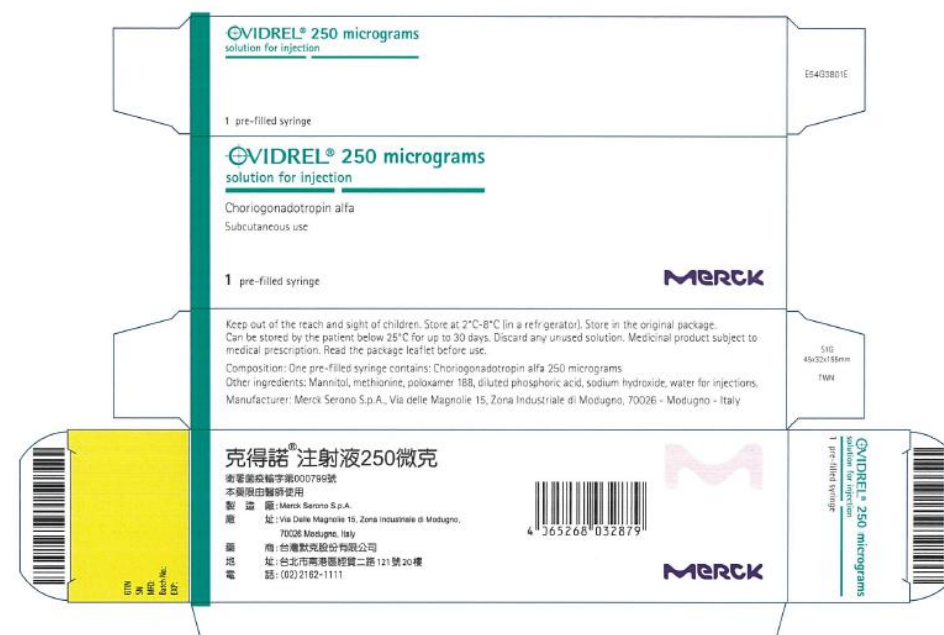 OVIDREL® 250 micrograms
solution for injection
1 pre-filled syringe
E54G3801E
OVIDREL® 250 micrograms
solution for injection
Choriogonadotropin alfa
Subcutaneous use
1 pre-filled syringe
MERCK
Keep out of the reach and sight of children. Store at 2°C-8°C (in a refrigerator). Store in the original package.
Can be stored by the patient below 25°C for up to 30 days. Discard any unused solution. Medicinal product subject to
medical prescription. Read the package leaflet before use.
Composition: One pre-filled syringe contains: Choriogonadotropin alfa 250 micrograms
Other ingredients: Mannitol, methionine, poloxamer 188, diluted phosphoric acid, sodium hydroxide, water for injections.
Manufacturer: Merck Serono S.p.A., Via delle Magnolie 15, Zona Industriale di Modugno, 70026 - Modugno - Italy
TWN
克得諾®注射液250微克
衛署菌疫輸字第000799號
本藥限由醫師使用
製造廠:Merck Serono S.p.A.
廠址:Via Delle Magnolie 15, Zona Industriale di Modugno,
70026 Modugno, Italy
藥商:台灣默克股份有限公司
地址:台北市南港區經貿二路121號20樓
電話:(02)2162-1111
4 065268 032879
MERCK
GTIN
SN
MFD:
Batch No.:
EXP:
OVIDREL® 250 micrograms
solution for injection
1 pre-filled syringe